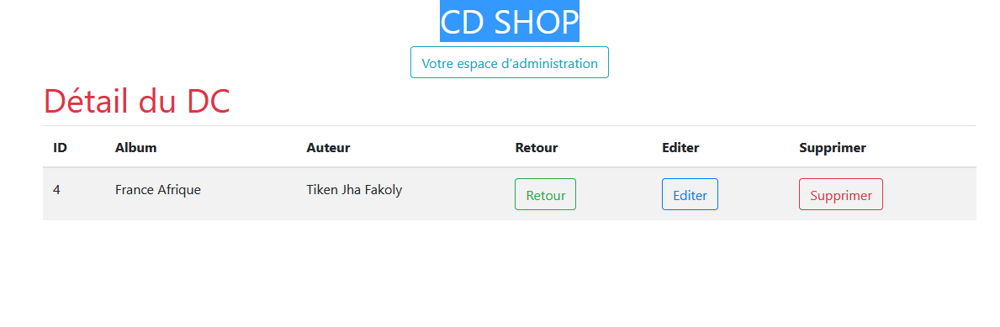 CD SHOP
Votre espace d'administration
Détail du DC
ID Album Auteur Retour Editer Supprimer
4 France Afrique Tiken Jha Fakoly Retour Editer Supprimer